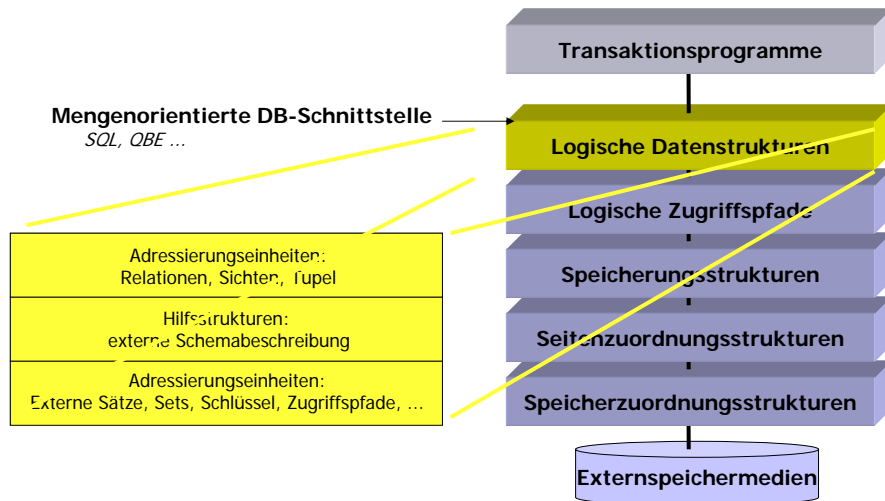 Transaktionsprogramme
Mengenorientierte DB-Schnittstelle
SQL, QBE ...
Logische Datenstrukturen
Logische Zugriffspfade
Speicherungsstrukturen
Seitenzuordnungsstrukturen
Speicherzuordnungsstrukturen
Externspeichermedien
Adressierungseinheiten:
Relationen, Sichten, Tupel
Hilfsstrukturen:
externe Schemabeschreibung
Adressierungseinheiten:
Externe Sätze, Sets, Schlüssel, Zugriffspfade, ...